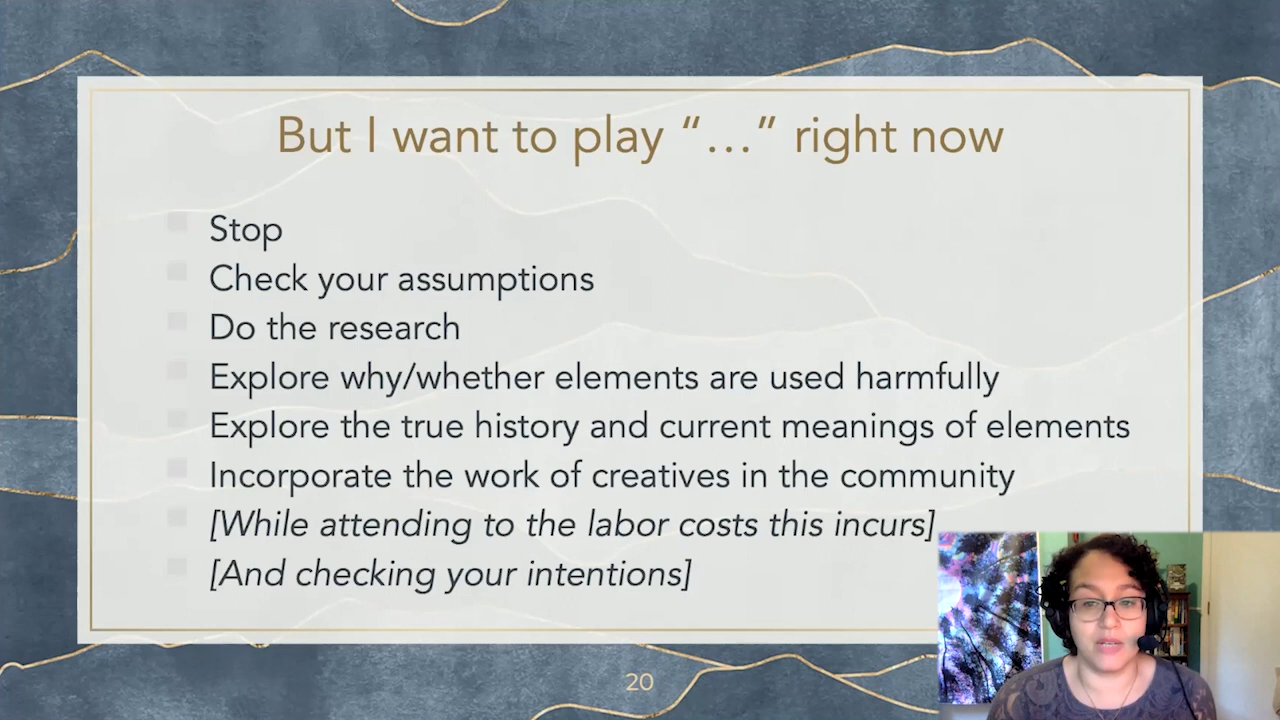 But I want to play “…” right now
Stop
Check your assumptions
Do the research
Explore why/whether elements are used harmfully
Explore the true history and current meanings of elements
Incorporate the work of creatives in the community
[While attending to the labor costs this incurs]
[And checking your intentions]
20